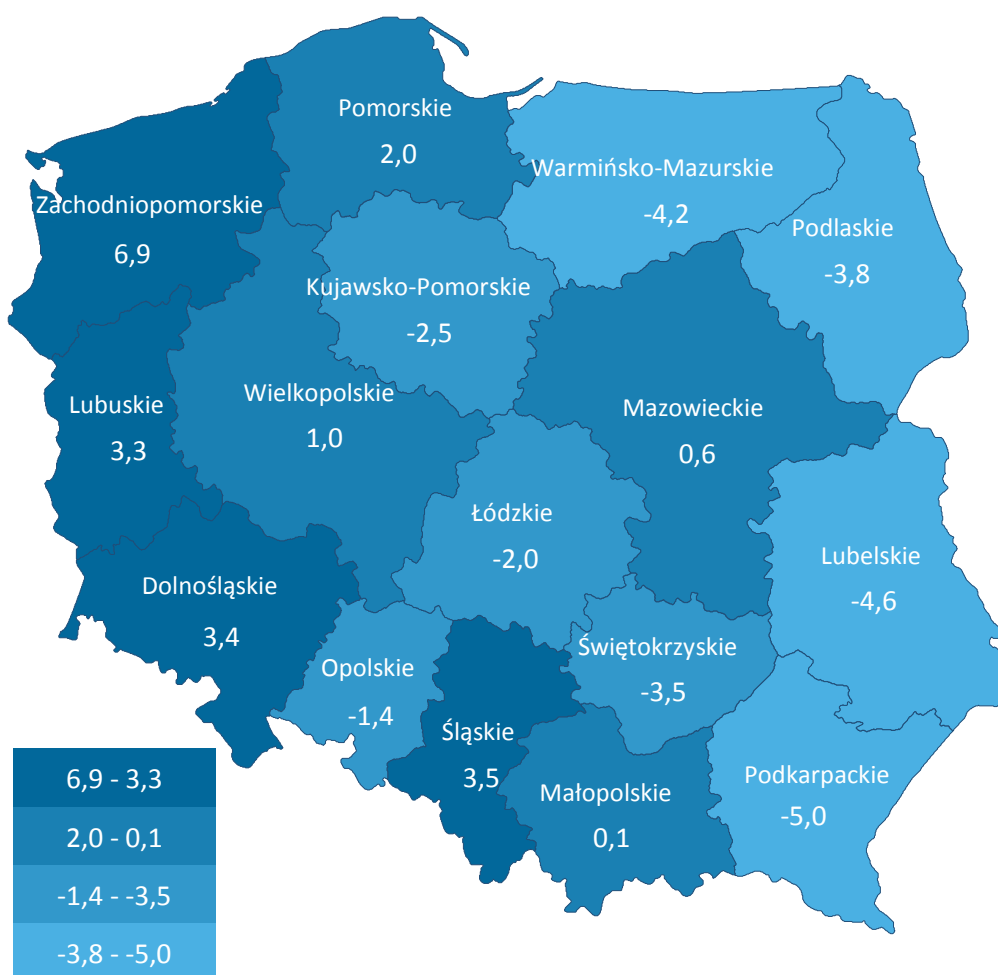 Pomorskie
2,0
Warmińsko-Mazurskie
-4,2
Zachodniopomorskie
6,9
Podlaskie
-3,8
Kujawsko-Pomorskie
-2,5
Lubuskie
3,3
Wielkopolskie
1,0
Mazowieckie
0,6
Łódzkie
-2,0
Lubelskie
-4,6
Dolnośląskie
3,4
Opolskie
-1,4
Świętokrzyskie
-3,5
Śląskie
3,5
Małopolskie
0,1
Podkarpackie
-5,0
6,9 - 3,3
2,0 - 0,1
-1,4 - -3,5
-3,8 - -5,0